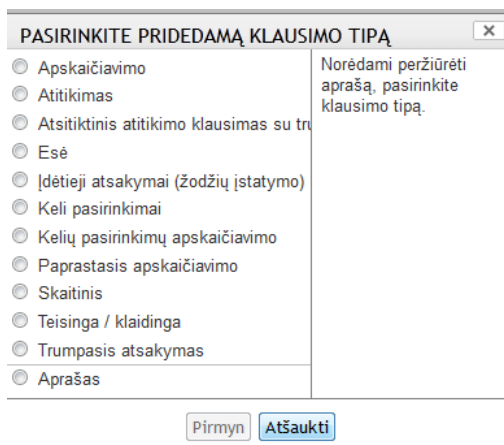 PASIRINKITE PRIDEDAMĄ KLAUSIMO TIPĄ
Apskaičiavimo
Atitikimas
Atsitiktinis atitikimo klausimas su
Esė
Įdėtieji atsakymai (žodžių įstatymo)
Keli pasirinkimai
Kelių pasirinkimų apskaičiavimo
Paprastasis apskaičiavimo
Skaitinis
Teisinga / klaidinga
Trumpasis atsakymas
Aprašas
Norėdami peržiūrėti
aprašą, pasirinkite
klausimo tipą.
Pirmyn Atšaukti